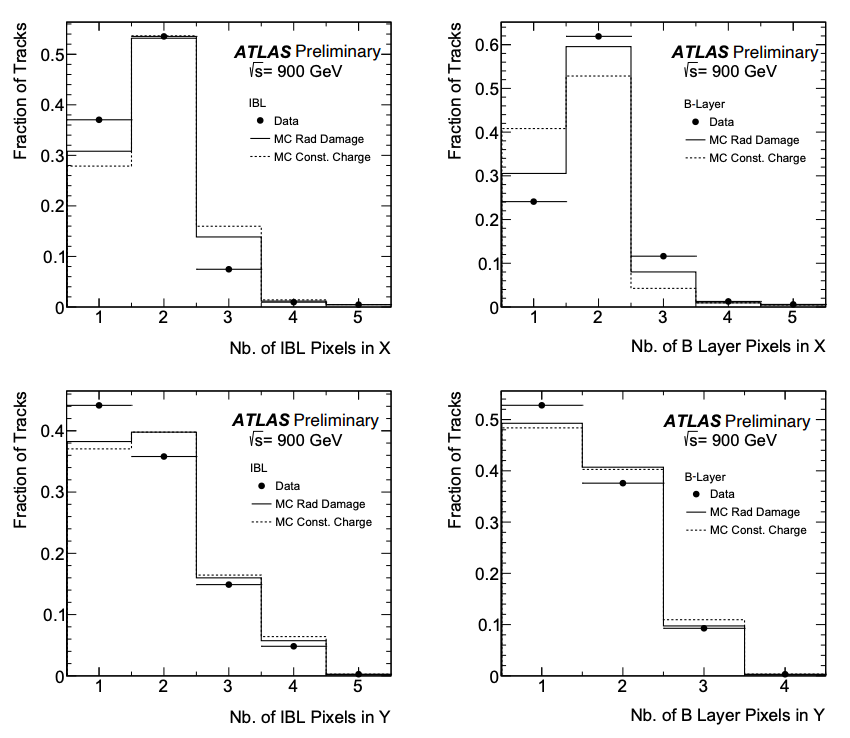 Fraction of Tracks
0.5
0.4
0.3
0.2
0.1
0
ATLAS Preliminary
√s= 900 GeV
IBL
Data
MC Rad Damage
MC Const. Charge
1 2 3 4 5
Nb. of IBL Pixels in X
Fraction of Tracks
0.6
0.5
0.4
0.3
0.2
0.1
0
ATLAS Preliminary
√s= 900 GeV
B-Layer
Data
MC Rad Damage
MC Const. Charge
1 2 3 4 5
Nb. of B Layer Pixels in X
Fraction of Tracks
0.4
0.3
0.2
0.1
0
ATLAS Preliminary
√s= 900 GeV
IBL
Data
MC Rad Damage
MC Const. Charge
1 2 3 4 5
Nb. of IBL Pixels in Y
Fraction of Tracks
0.5
0.4
0.3
0.2
0.1
0
ATLAS Preliminary
√s= 900 GeV
B-Layer
Data
MC Rad Damage
MC Const. Charge
1 2 3 4
Nb. of B Layer Pixels in Y